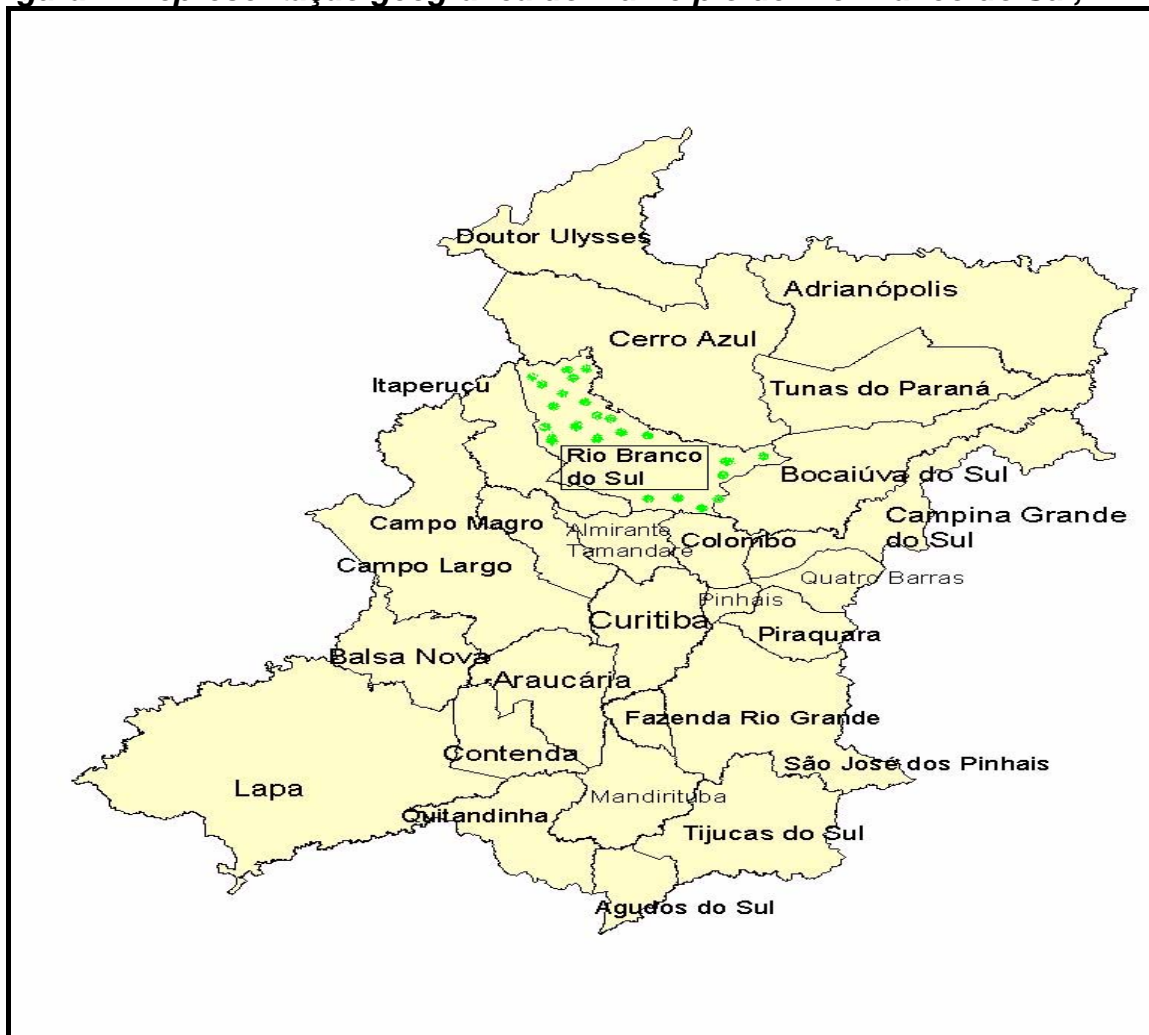 Doutor Ulysses
Adrianópolis
Cerro Azul
Itaperuçu
Tunas do Paraná
Rio Branco
do Sul
Bocaiúva do Sul
Campo Magro
Almirante
Tamandaré
Colombo
Campina Grande
do Sul
Campo Largo
Quatro Barras
Pinhais
Curitiba
Piraquara
Balsa Nova
Araucária
Fazenda Rio Grande
Contenda
São José dos Pinhais
Lapa
Mandirituba
Quitandinha
Tijucas do Sul
Agudos do Sul